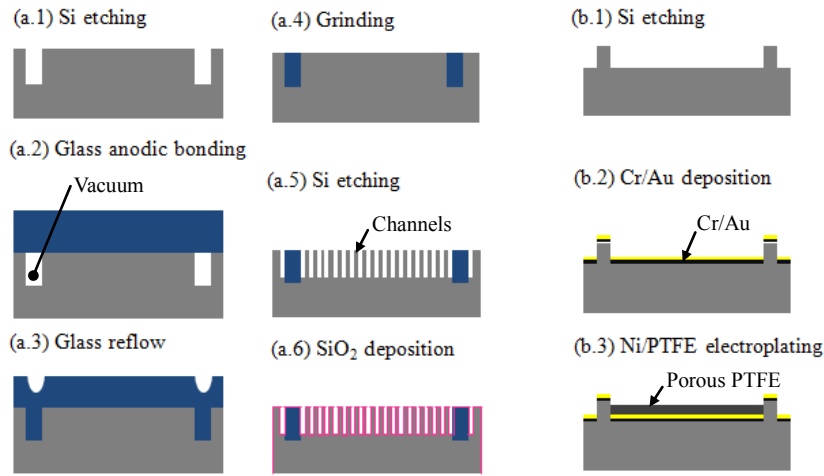 (a.1) Si etching
(a.2) Glass anodic bonding
Vacuum
(a.3) Glass reflow
(a.4) Grinding
(a.5) Si etching
Channels
(a.6) SiO₂ deposition
(b.1) Si etching
(b.2) Cr/Au deposition
Cr/Au
(b.3) Ni/PTFE electroplating
Porous PTFE